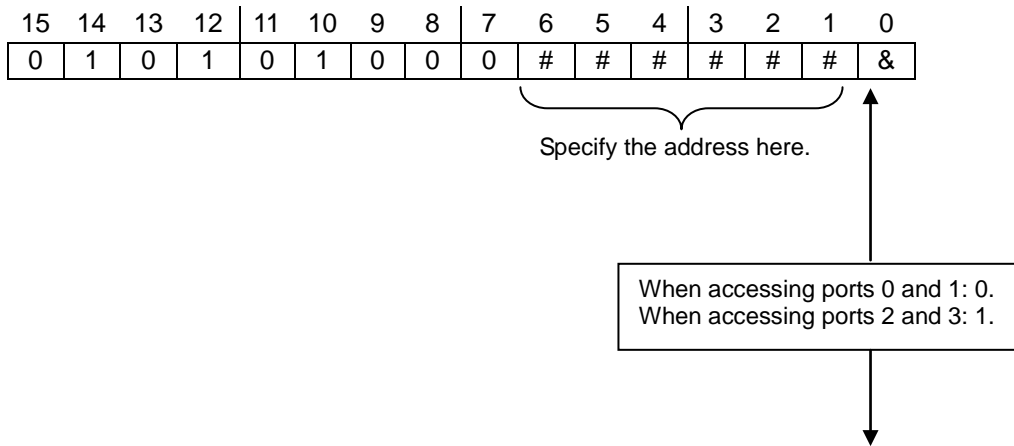 15 14 13 12 11 10 9 8 7 6 5 4 3 2 1 0
0 1 0 1 0 1 0 0 0 # # # # # # &
Specify the address here.
When accessing ports 0 and 1: 0.
When accessing ports 2 and 3: 1.